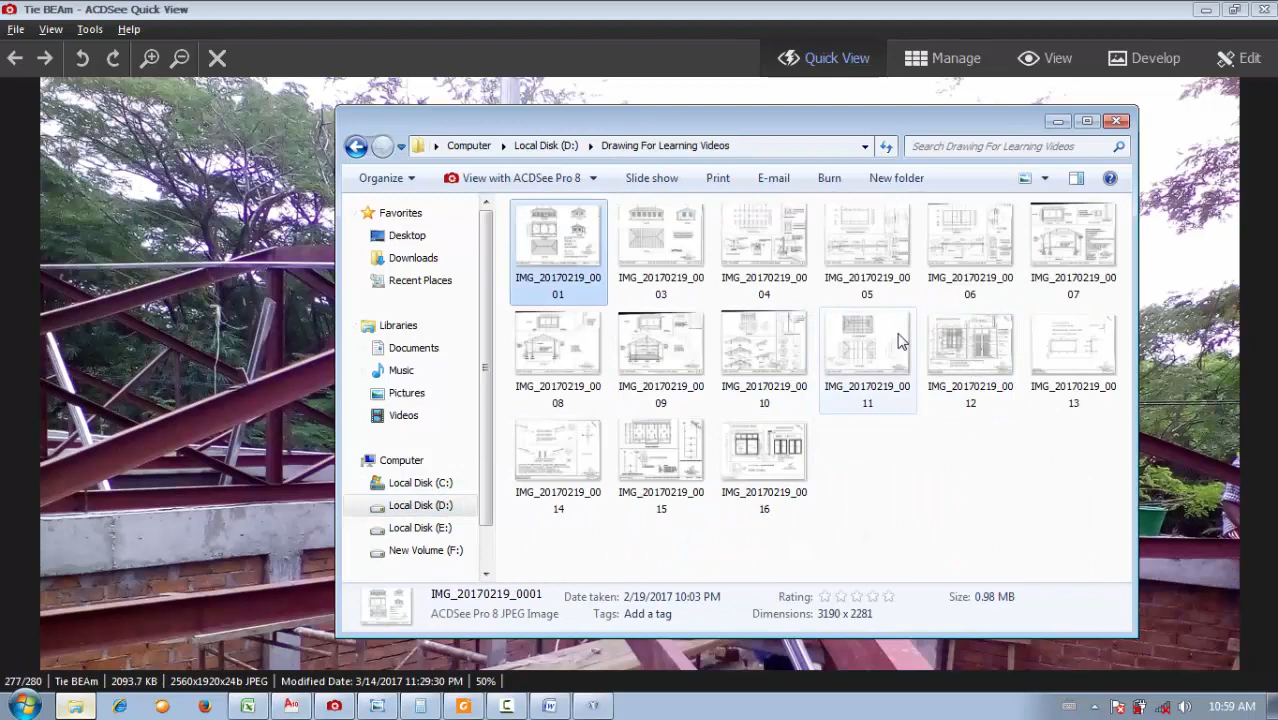 Tie BEAm - ACDSee Quick View
File View Tools Help
Quick View Manage View Develop Edit
Computer Local Disk (D:) Drawing For Learning Videos
Search Drawing For Learning Videos
Organize View with ACDSee Pro 8 Slide show Print E-mail Burn New folder
Favorites
Desktop
Downloads
Recent Places
Libraries
Documents
Music
Pictures
Videos
Computer
Local Disk (C:)
Local Disk (D:)
Local Disk (E:)
New Volume (F:)
IMG_20170219_00
01
IMG_20170219_00
03
IMG_20170219_00
04
IMG_20170219_00
05
IMG_20170219_00
06
IMG_20170219_00
07
IMG_20170219_00
08
IMG_20170219_00
09
IMG_20170219_00
10
IMG_20170219_00
11
IMG_20170219_00
12
IMG_20170219_00
13
IMG_20170219_00
14
IMG_20170219_00
15
IMG_20170219_00
16
IMG_20170219_0001 Date taken: 2/19/2017 10:03 PM Rating: Size: 0.98 MB
ACDSee Pro 8 JPEG Image Tags: Add a tag Dimensions: 3190 x 2281
277/280 Tie BEAm 2093.7 KB 2560x1920x24b JPEG Modified Date: 3/14/2017 11:29:30 PM 50%
10:59 AM